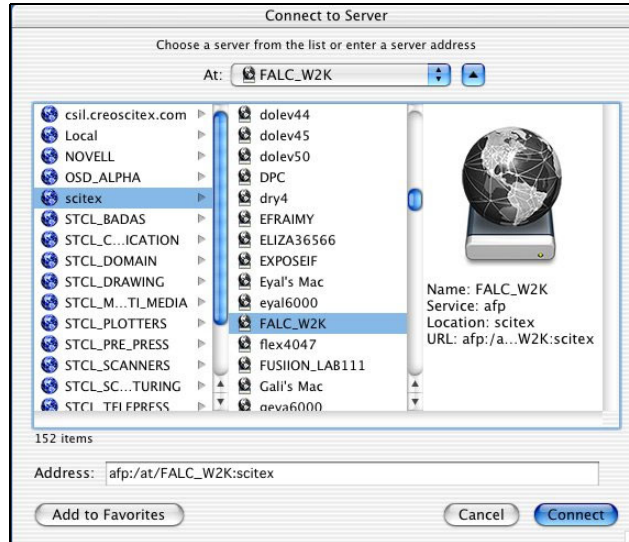 Connect to Server
Choose a server from the list or enter a server address
At: FALC_W2K
csil.creoscitex.com
Local
NOVELL
OSD_ALPHA
scitex
STCL_BADAS
STCL_C...ICATION
STCL_DOMAIN
STCL_DRAWING
STCL_M...TI_MEDIA
STCL_PLOTTERS
STCL_PRE_PRESS
STCL_SCANNERS
STCL_SC...TURING
STCL_TELEPRESS
dolev44
dolev45
dolev50
DPC
dry4
EFRAIMY
ELIZA36566
EXPOSEIF
Eyal's Mac
eyal6000
FALC_W2K
flex4047
FUSIION_LAB111
Gali's Mac
geva6000
Name: FALC_W2K
Service: afp
Location: scitex
URL: afp:/a...W2K:scitex
152 items
Address: afp:/at/FALC_W2K:scitex
Add to Favorites
Cancel
Connect